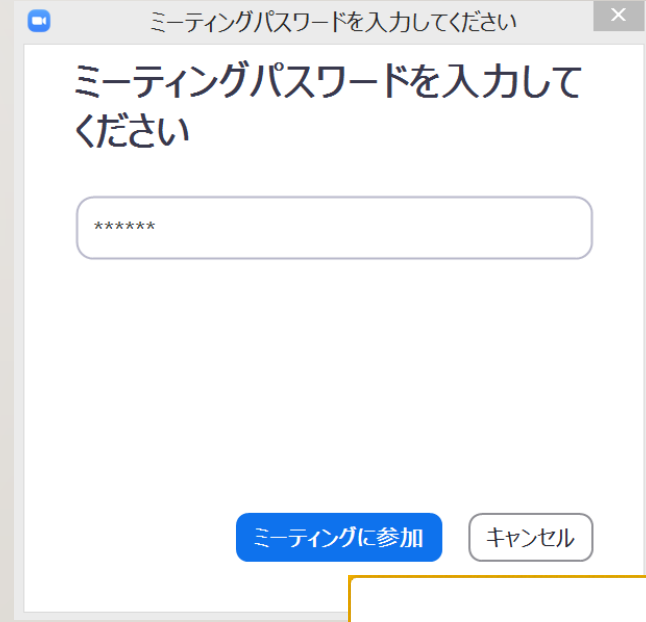 ミーティングパスワードを入力してください
ミーティングパスワードを入力して
ください
******
ミーティングに参加
キャンセル